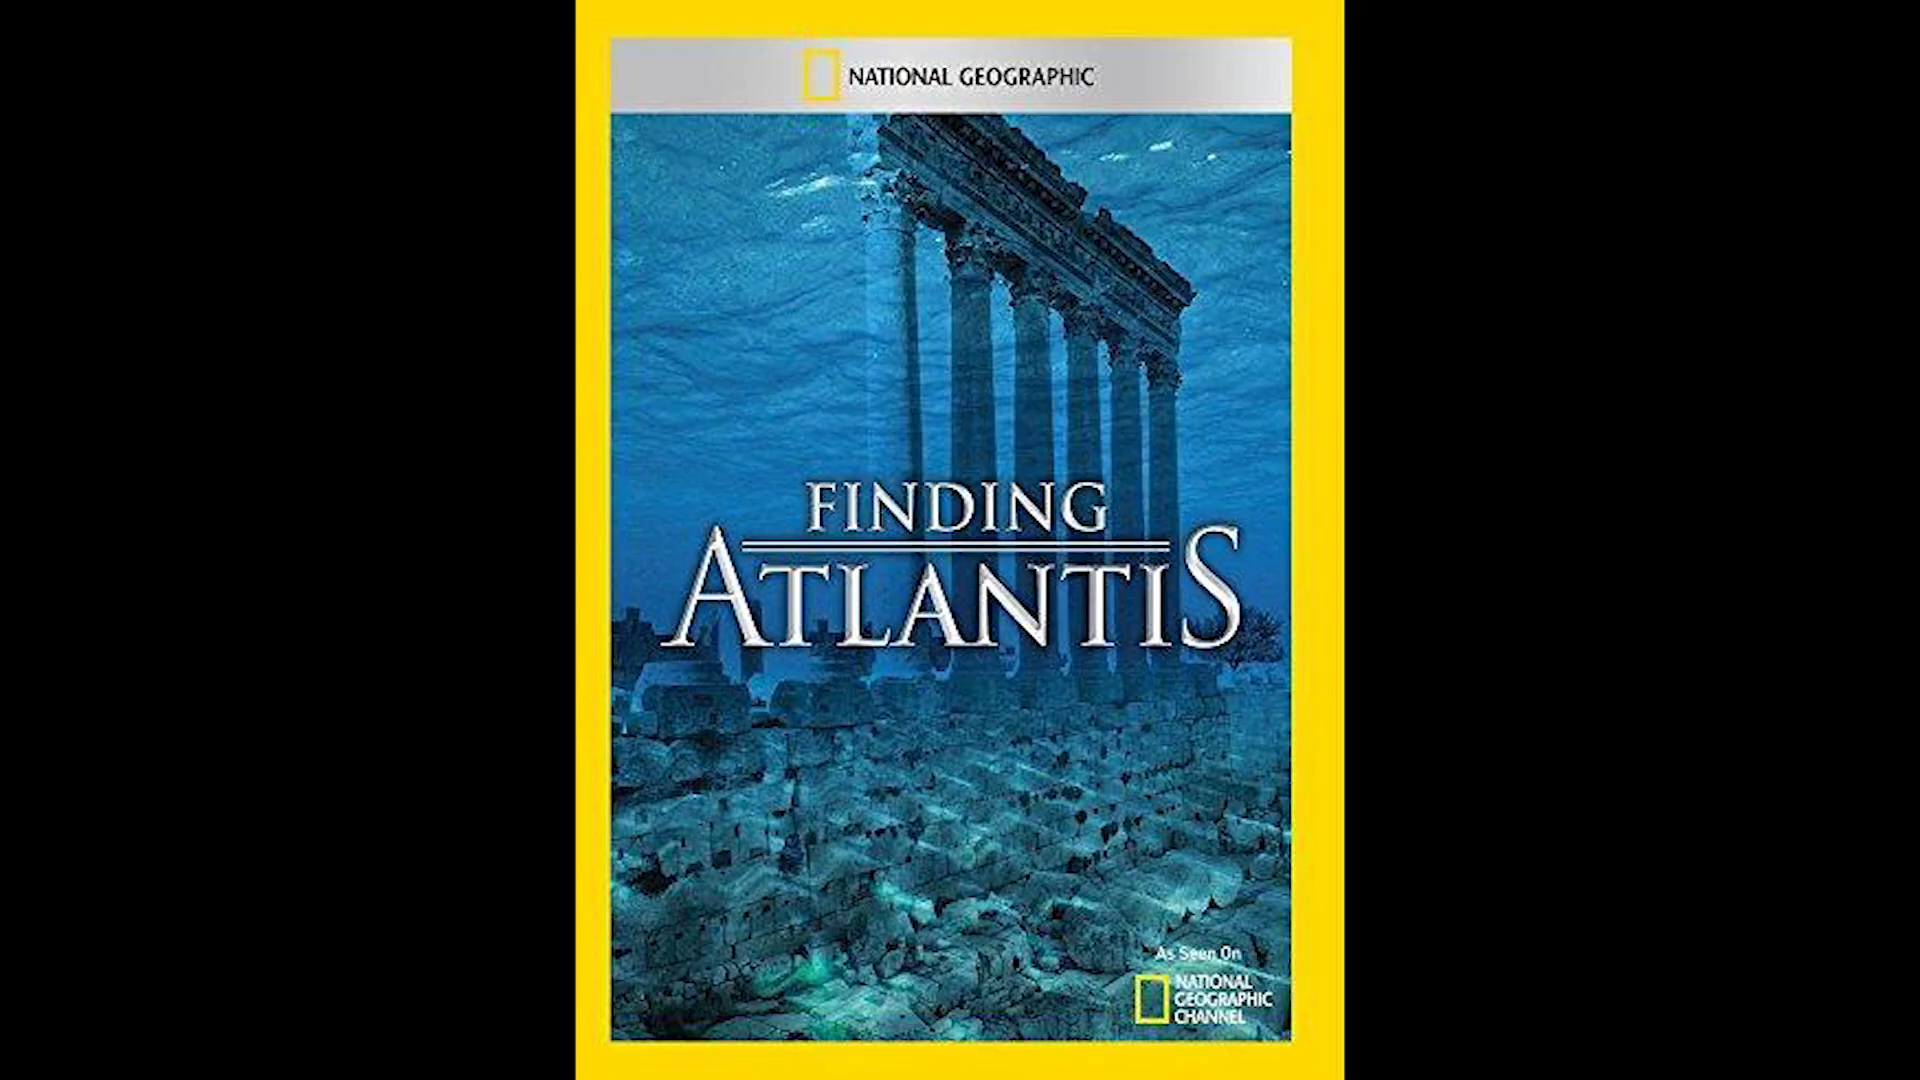 NATIONAL GEOGRAPHIC
FINDING
ATLANTIS
As Seen On
NATIONAL
GEOGRAPHIC
CHANNEL